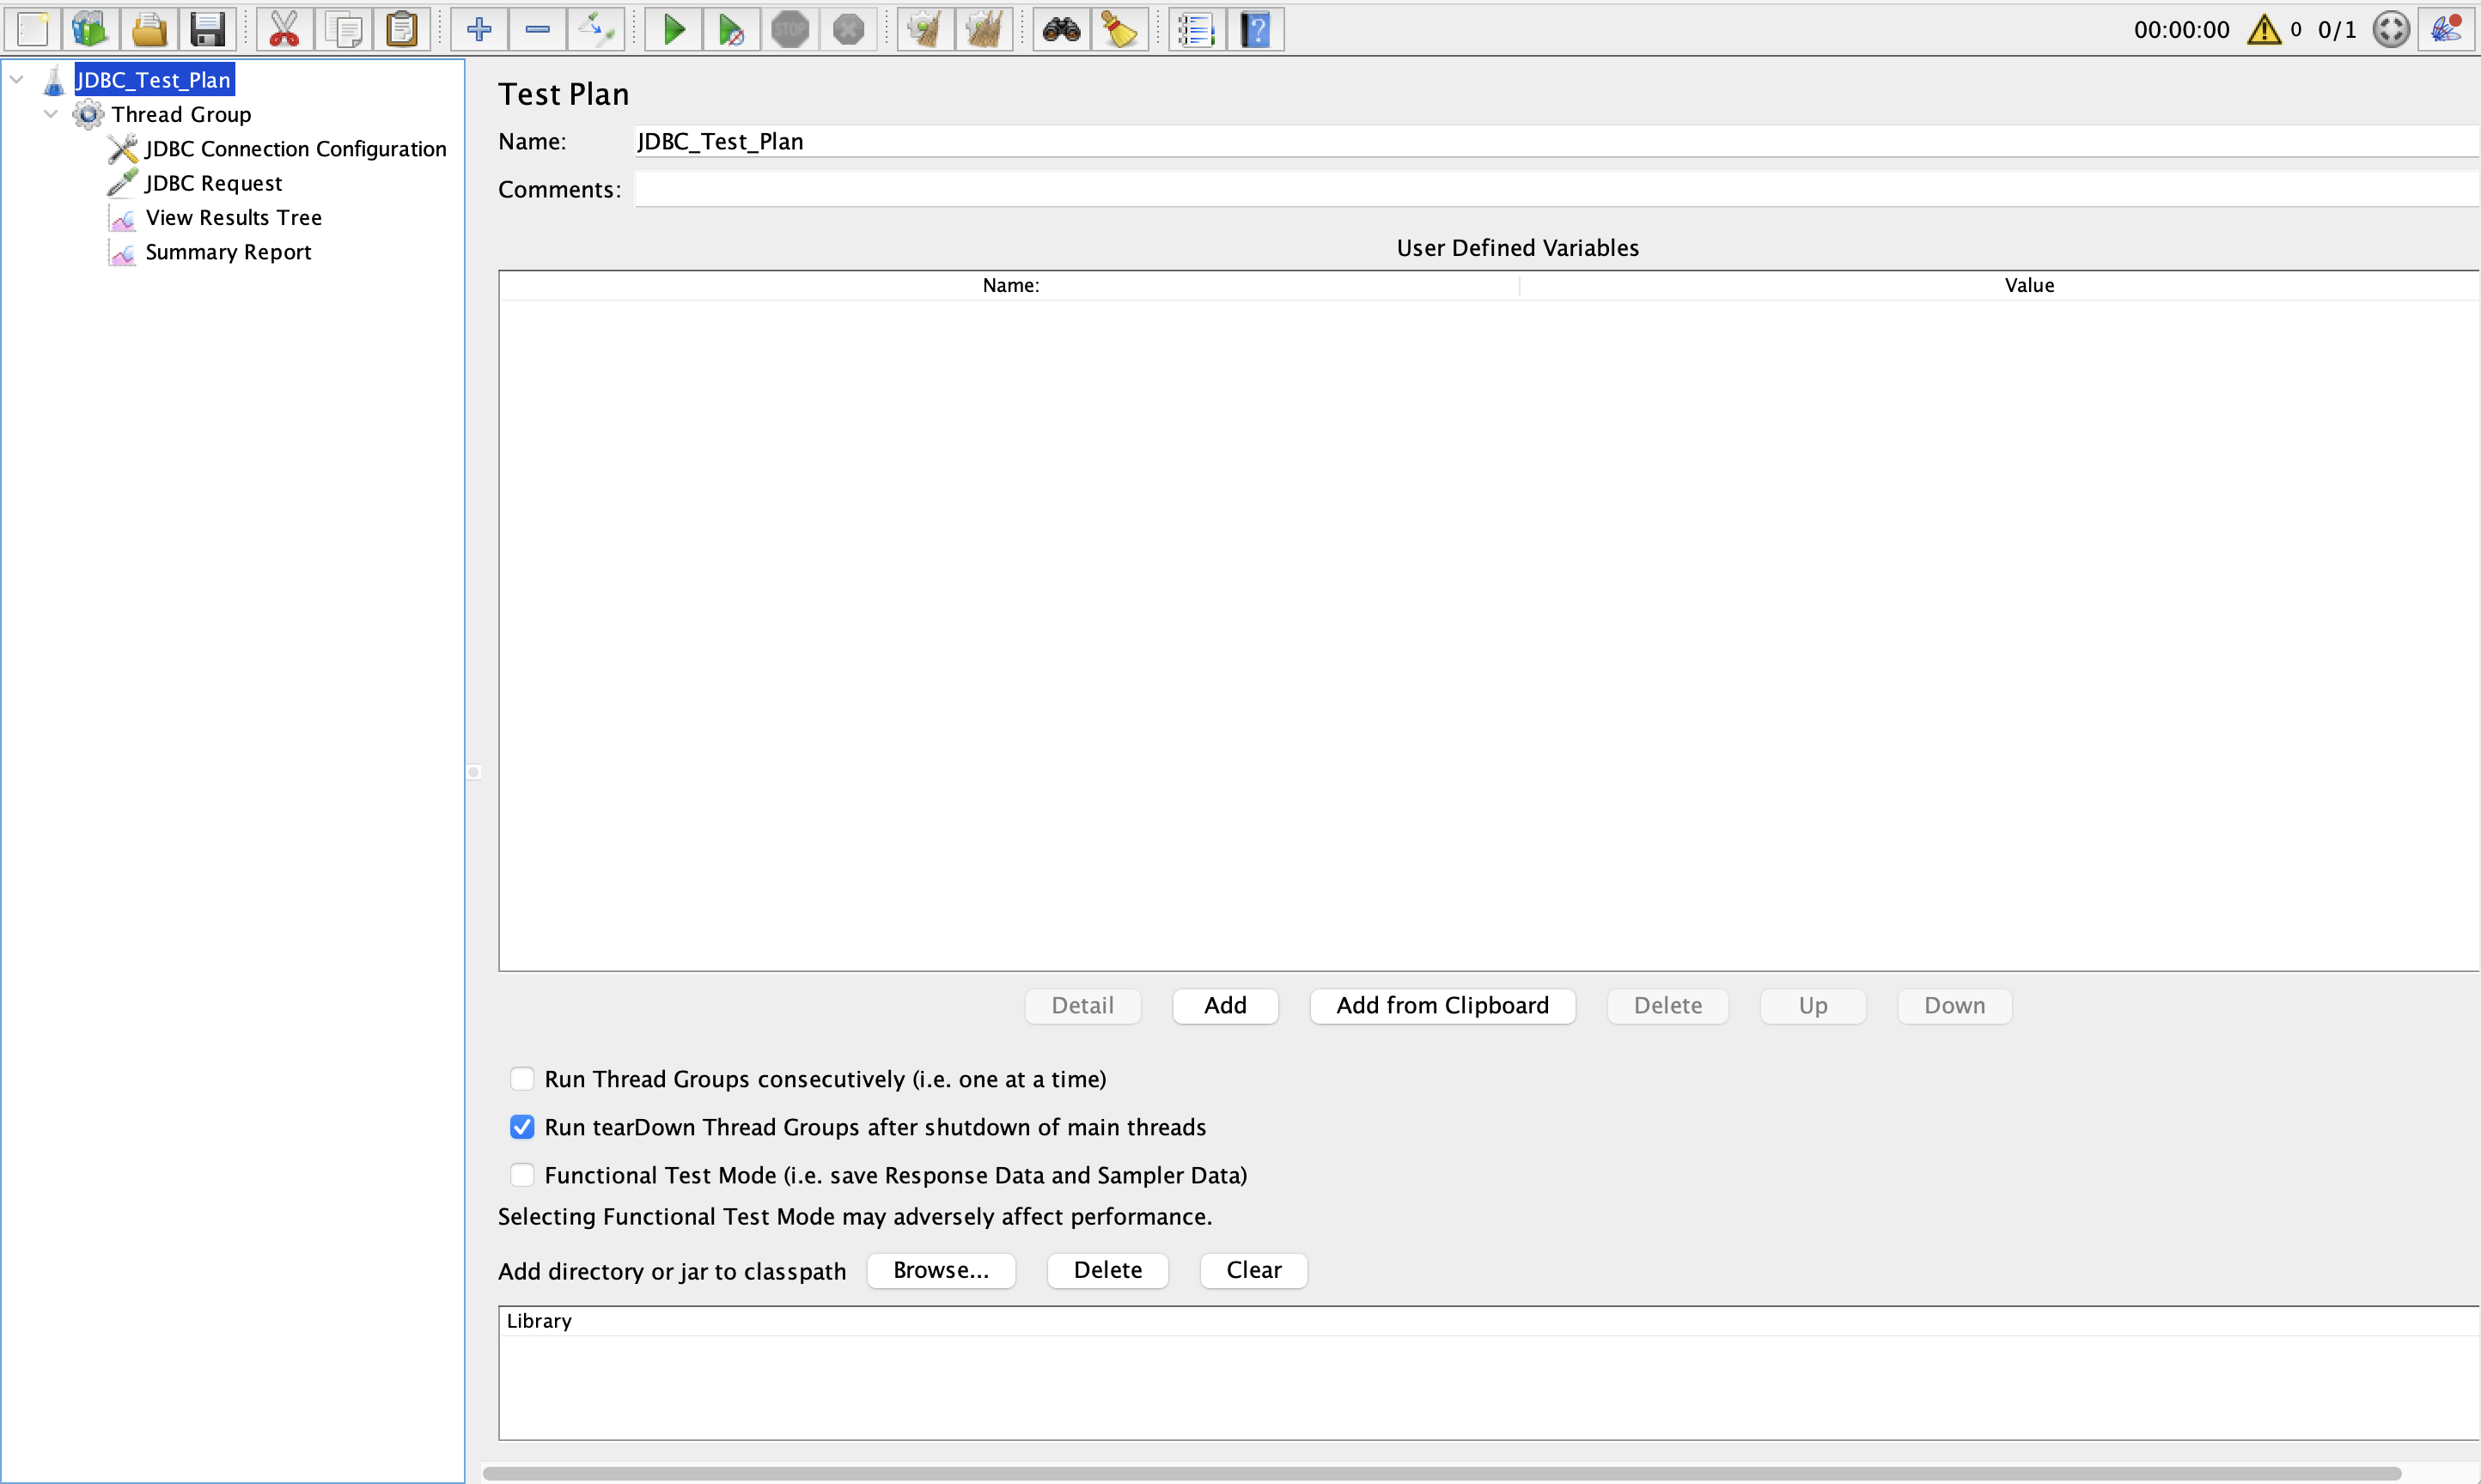 STOP
00:00:00 0 0/1
JDBC_Test_Plan
Thread Group
JDBC Connection Configuration
JDBC Request
View Results Tree
Summary Report
Test Plan
Name: JDBC_Test_Plan
Comments:
User Defined Variables
Name: Value
Detail Add Add from Clipboard Delete Up Down
Run Thread Groups consecutively (i.e. one at a time)
Run tearDown Thread Groups after shutdown of main threads
Functional Test Mode (i.e. save Response Data and Sampler Data)
Selecting Functional Test Mode may adversely affect performance.
Add directory or jar to classpath Browse... Delete Clear
Library